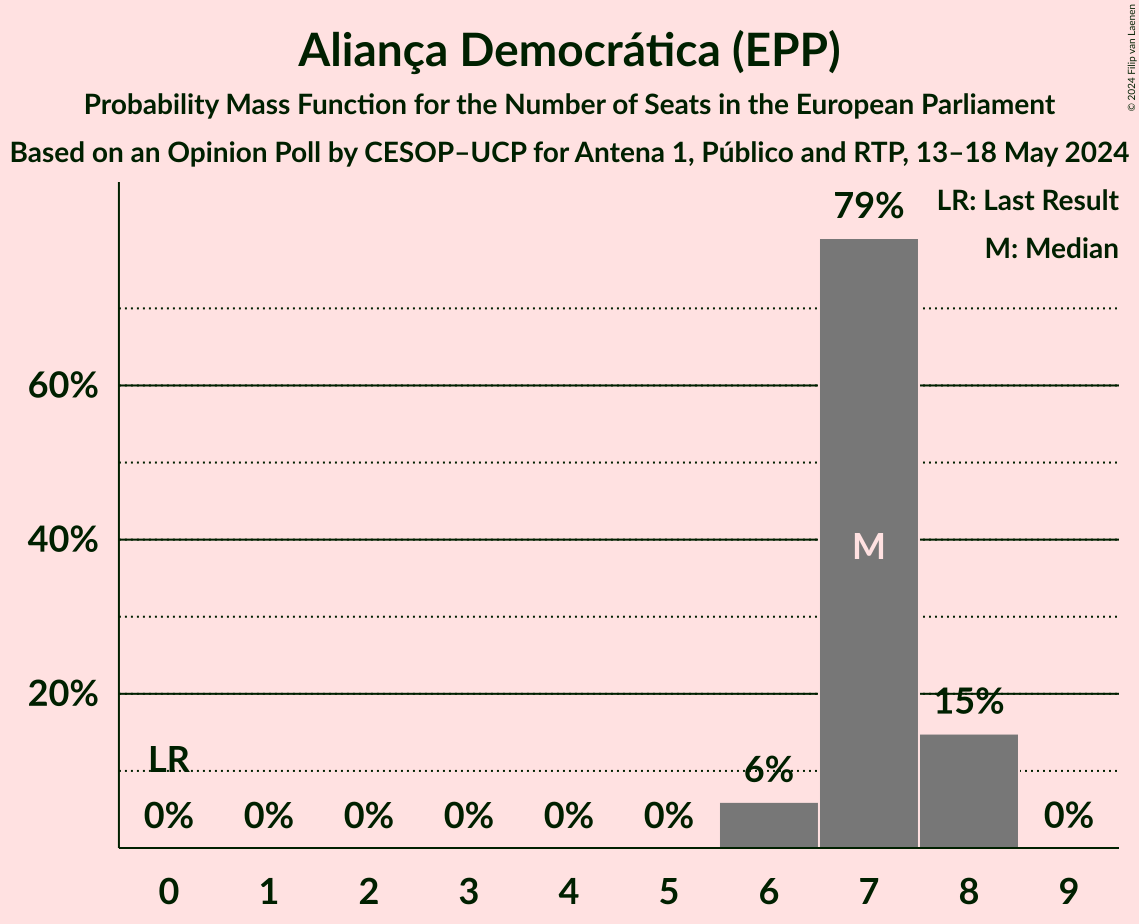 Aliança Democrática (EPP)
Probability Mass Function for the Number of Seats in the European Parliament
Based on an Opinion Poll by CESOP–UCP for Antena 1, Público and RTP, 13–18 May 2024
© 2024 Filip van Laenen
LR: Last Result
M: Median
79%
60%
40%
20%
M
15%
LR
6%
0% 0% 0% 0% 0% 0% 0%
0 1 2 3 4 5 6 7 8 9